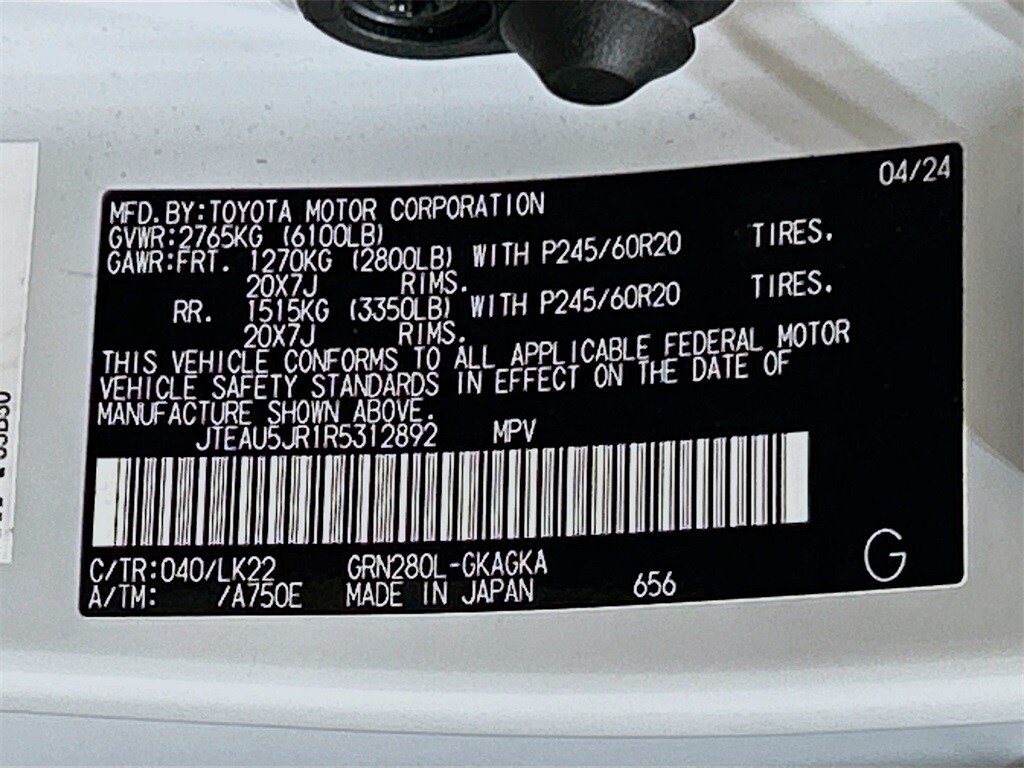 04/24
MFD.BY:TOYOTA MOTOR CORPORATION
GVWR:2765KG (6100LB)
GAWR:FRT. 1270KG (2800LB) WITH P245/60R20 TIRES.
20X7J RIMS.
RR. 1515KG (3350LB) WITH P245/60R20 TIRES.
20X7J RIMS.
THIS VEHICLE CONFORMS TO ALL APPLICABLE FEDERAL MOTOR
VEHICLE SAFETY STANDARDS IN EFFECT ON THE DATE OF
MANUFACTURE SHOWN ABOVE.
JTEAU5JR1R5312892 MPV
C/TR:040/LK22 GRN280L-GKAGKA
A/TM: /A750E MADE IN JAPAN 656
G